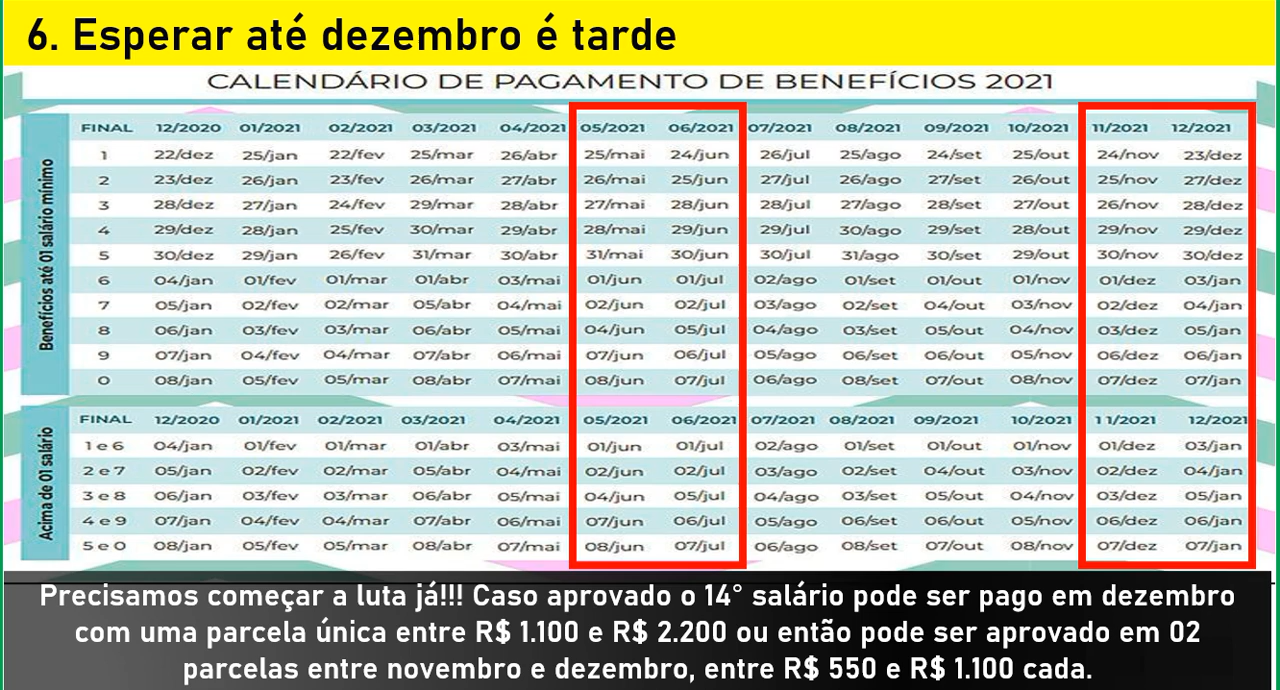 6. Esperar até dezembro é tarde
CALENDÁRIO DE PAGAMENTO DE BENEFÍCIOS 2021
Benefícios até 01 salário mínimo
FINAL 12/2020 01/2021 02/2021 03/2021 04/2021 05/2021 06/2021 07/2021 08/2021 09/2021 10/2021 11/2021 12/2021
1 22/dez 25/jan 22/fev 25/mar 26/abr 25/mai 24/jun 26/jul 25/ago 24/set 25/out 24/nov 23/dez
2 23/dez 26/jan 23/fev 26/mar 27/abr 26/mai 25/jun 27/jul 26/ago 27/set 26/out 25/nov 27/dez
3 28/dez 27/jan 24/fev 29/mar 28/abr 27/mai 28/jun 28/jul 27/ago 28/set 27/out 26/nov 28/dez
4 29/dez 28/jan 25/fev 30/mar 29/abr 28/mai 29/jun 29/jul 30/ago 29/set 28/out 29/nov 29/dez
5 30/dez 29/jan 26/fev 31/mar 30/abr 31/mai 30/jun 30/jul 31/ago 30/set 29/out 30/nov 30/dez
6 04/jan 01/fev 01/mar 01/abr 03/mai 01/jun 01/jul 02/ago 01/set 01/out 01/nov 01/dez 03/jan
7 05/jan 02/fev 02/mar 05/abr 04/mai 02/jun 02/jul 03/ago 02/set 04/out 03/nov 02/dez 04/jan
8 06/jan 03/fev 03/mar 06/abr 05/mai 04/jun 05/jul 04/ago 03/set 05/out 04/nov 03/dez 05/jan
9 07/jan 04/fev 04/mar 07/abr 06/mai 07/jun 06/jul 05/ago 06/set 06/out 05/nov 06/dez 06/jan
0 08/jan 05/fev 05/mar 08/abr 07/mai 08/jun 07/jul 06/ago 08/set 07/out 08/nov 07/dez 07/jan
Acima de 01 salário
FINAL 12/2020 01/2021 02/2021 03/2021 04/2021 05/2021 06/2021 07/2021 08/2021 09/2021 10/2021 11/2021 12/2021
1 e 6 04/jan 01/fev 01/mar 01/abr 03/mai 01/jun 01/jul 02/ago 01/set 01/out 01/nov 01/dez 03/jan
2 e 7 05/jan 02/fev 02/mar 05/abr 04/mai 02/jun 02/jul 03/ago 02/set 04/out 03/nov 02/dez 04/jan
3 e 8 06/jan 03/fev 03/mar 06/abr 05/mai 04/jun 05/jul 04/ago 03/set 05/out 04/nov 03/dez 05/jan
4 e 9 07/jan 04/fev 04/mar 07/abr 06/mai 07/jun 06/jul 05/ago 06/set 06/out 05/nov 06/dez 06/jan
5 e 0 08/jan 05/fev 05/mar 08/abr 07/mai 08/jun 07/jul 06/ago 08/set 07/out 08/nov 07/dez 07/jan
Precisamos começar a luta já!!! Caso aprovado o 14° salário pode ser pago em dezembro
com uma parcela única entre R$ 1.100 e R$ 2.200 ou então pode ser aprovado em 02
parcelas entre novembro e dezembro, entre R$ 550 e R$ 1.100 cada.